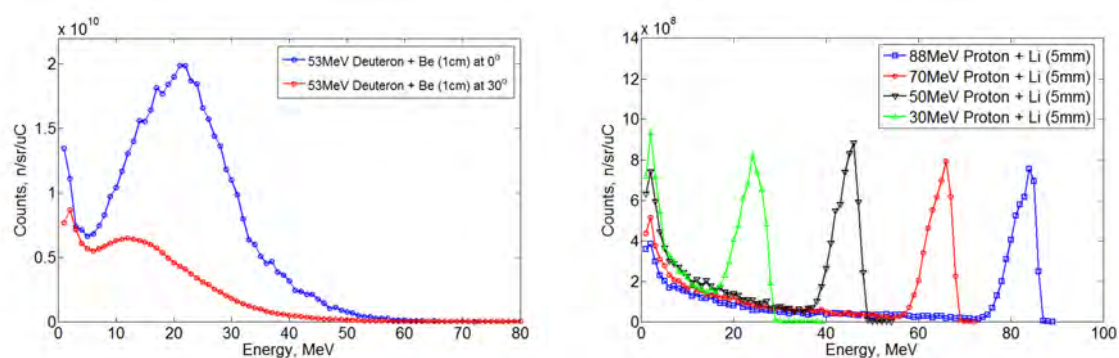 x 10^10
2
1.5
1
0.5
0
Counts, n/sr/uC
0 10 20 30 40 50 60 70 80
Energy, MeV
53MeV Deuteron + Be (1cm) at 0°
53MeV Deuteron + Be (1cm) at 30°
x 10^8
14
12
10
8
6
4
2
0
Counts, n/sr/uC
0 20 40 60 80 100
Energy, MeV
88MeV Proton + Li (5mm)
70MeV Proton + Li (5mm)
50MeV Proton + Li (5mm)
30MeV Proton + Li (5mm)